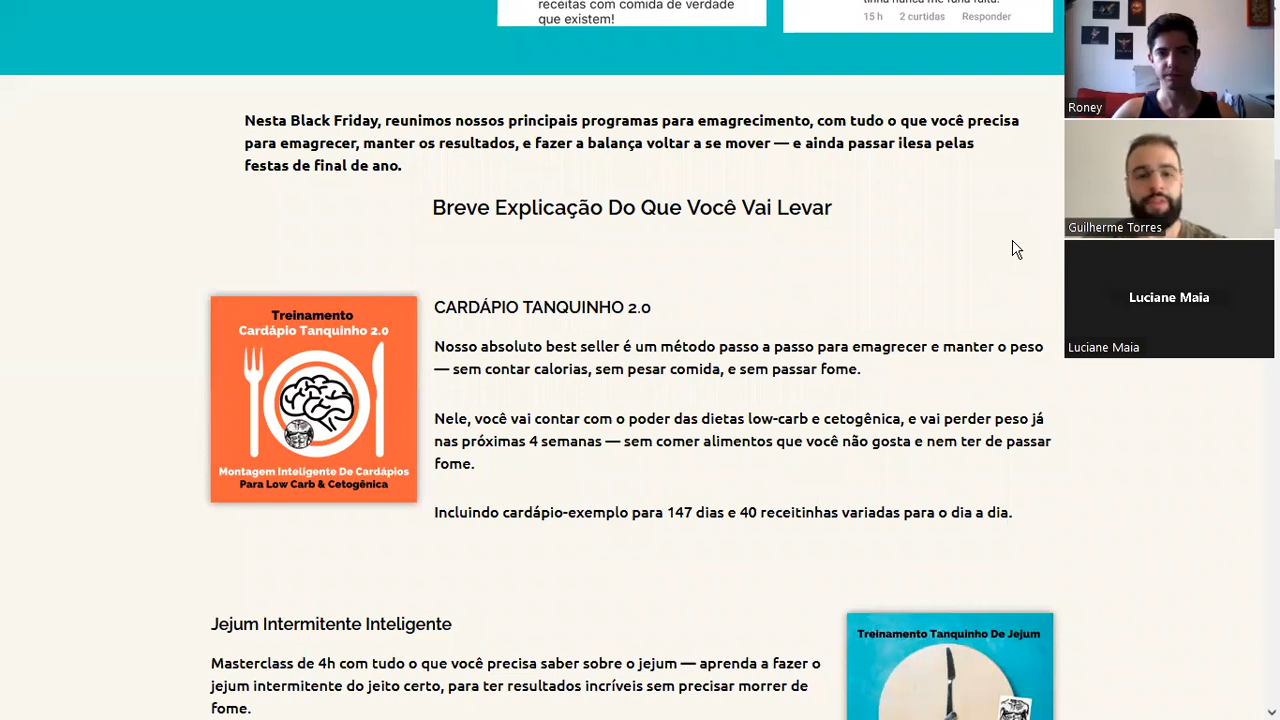 receitas com comida de verdade
que existem!
15 h 2 curtidas Responder
Nesta Black Friday, reunimos nossos principais programas para emagrecimento, com tudo o que você precisa
para emagrecer, manter os resultados, e fazer a balança voltar a se mover — e ainda passar ilesa pelas
festas de final de ano.
Breve Explicação Do Que Você Vai Levar
Treinamento
Cardápio Tanquinho 2.0
Montagem Inteligente De Cardápios
Para Low Carb & Cetogênica
CARDÁPIO TANQUINHO 2.0
Nosso absoluto best seller é um método passo a passo para emagrecer e manter o peso
— sem contar calorias, sem pesar comida, e sem passar fome.
Nele, você vai contar com o poder das dietas low-carb e cetogênica, e vai perder peso já
nas próximas 4 semanas — sem comer alimentos que você não gosta e nem ter de passar
fome.
Incluindo cardápio-exemplo para 147 dias e 40 receitinhas variadas para o dia a dia.
Jejum Intermitente Inteligente
Masterclass de 4h com tudo o que você precisa saber sobre o jejum — aprenda a fazer o
jejum intermitente do jeito certo, para ter resultados incríveis sem precisar morrer de
fome.
Treinamento Tanquinho De Jejum
Roney
Guilherme Torres
Luciane Maia
Luciane Maia